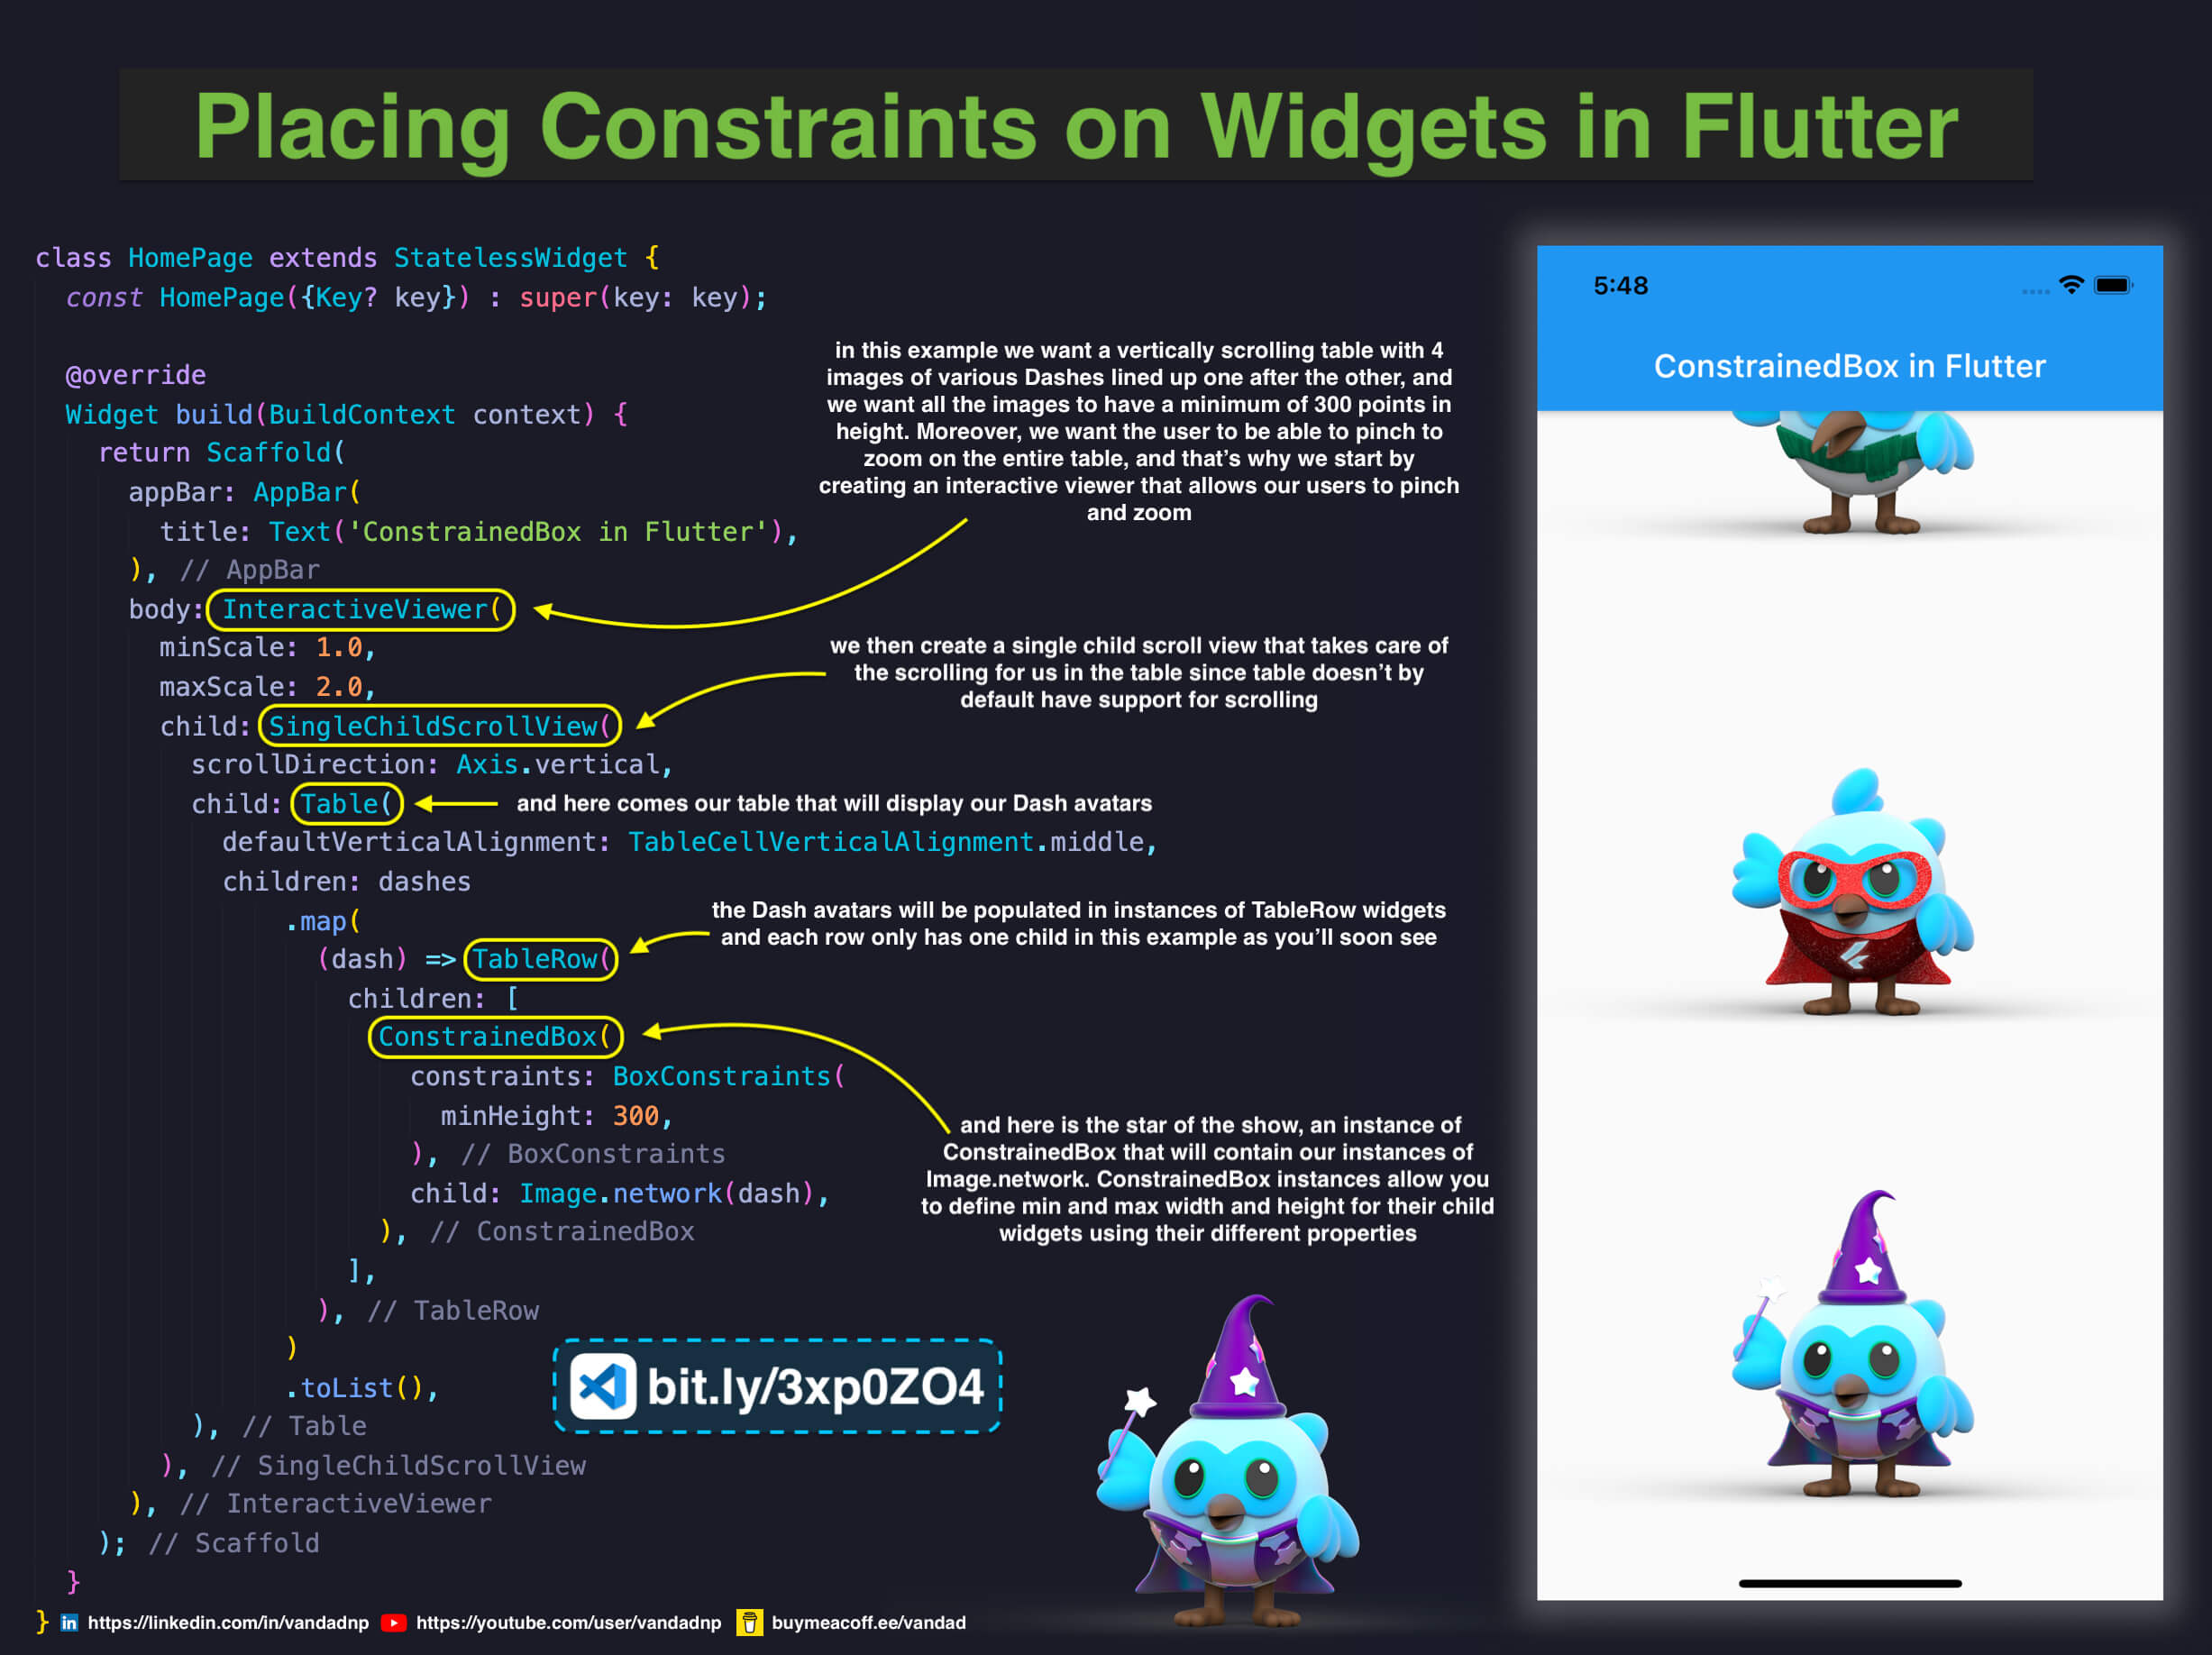 Placing Constraints on Widgets in Flutter
class HomePage extends StatelessWidget {
const HomePage({Key? key}) : super(key: key);
@override
Widget build(BuildContext context) {
return Scaffold(
appBar: AppBar(
title: Text('ConstrainedBox in Flutter'),
), // AppBar
body: InteractiveViewer(
minScale: 1.0,
maxScale: 2.0,
child: SingleChildScrollView(
scrollDirection: Axis.vertical,
child: Table(
defaultVerticalAlignment: TableCellVerticalAlignment.middle,
children: dashes
.map(
(dash) => TableRow(
children: [
ConstrainedBox(
constraints: BoxConstraints(
minHeight: 300,
), // BoxConstraints
child: Image.network(dash),
), // ConstrainedBox
],
), // TableRow
)
.toList(),
), // Table
), // SingleChildScrollView
), // InteractiveViewer
); // Scaffold
}
}
in this example we want a vertically scrolling table with 4
images of various Dashes lined up one after the other, and
we want all the images to have a minimum of 300 points in
height. Moreover, we want the user to be able to pinch to
zoom on the entire table, and that's why we start by
creating an interactive viewer that allows our users to pinch
and zoom
we then create a single child scroll view that takes care of
the scrolling for us in the table since table doesn't by
default have support for scrolling
and here comes our table that will display our Dash avatars
the Dash avatars will be populated in instances of TableRow widgets
and each row only has one child in this example as you'll soon see
and here is the star of the show, an instance of
ConstrainedBox that will contain our instances of
Image.network. ConstrainedBox instances allow you
to define min and max width and height for their child
widgets using their different properties
bit.ly/3xp0ZO4
5:48
ConstrainedBox in Flutter
in https://linkedin.com/in/vandadnp https://youtube.com/user/vandadnp buymeacoff.ee/vandad